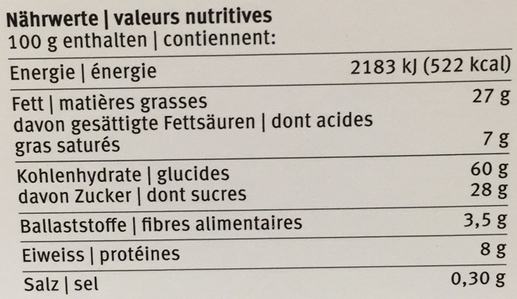 Nährwerte | valeurs nutritives
100 g enthalten | contiennent:
Energie | énergie 2183 kJ (522 kcal)
Fett | matières grasses 27 g
davon gesättigte Fettsäuren | dont acides
gras saturés 7 g
Kohlenhydrate | glucides 60 g
davon Zucker | dont sucres 28 g
Ballaststoffe | fibres alimentaires 3,5 g
Eiweiss | protéines 8 g
Salz | sel 0,30 g